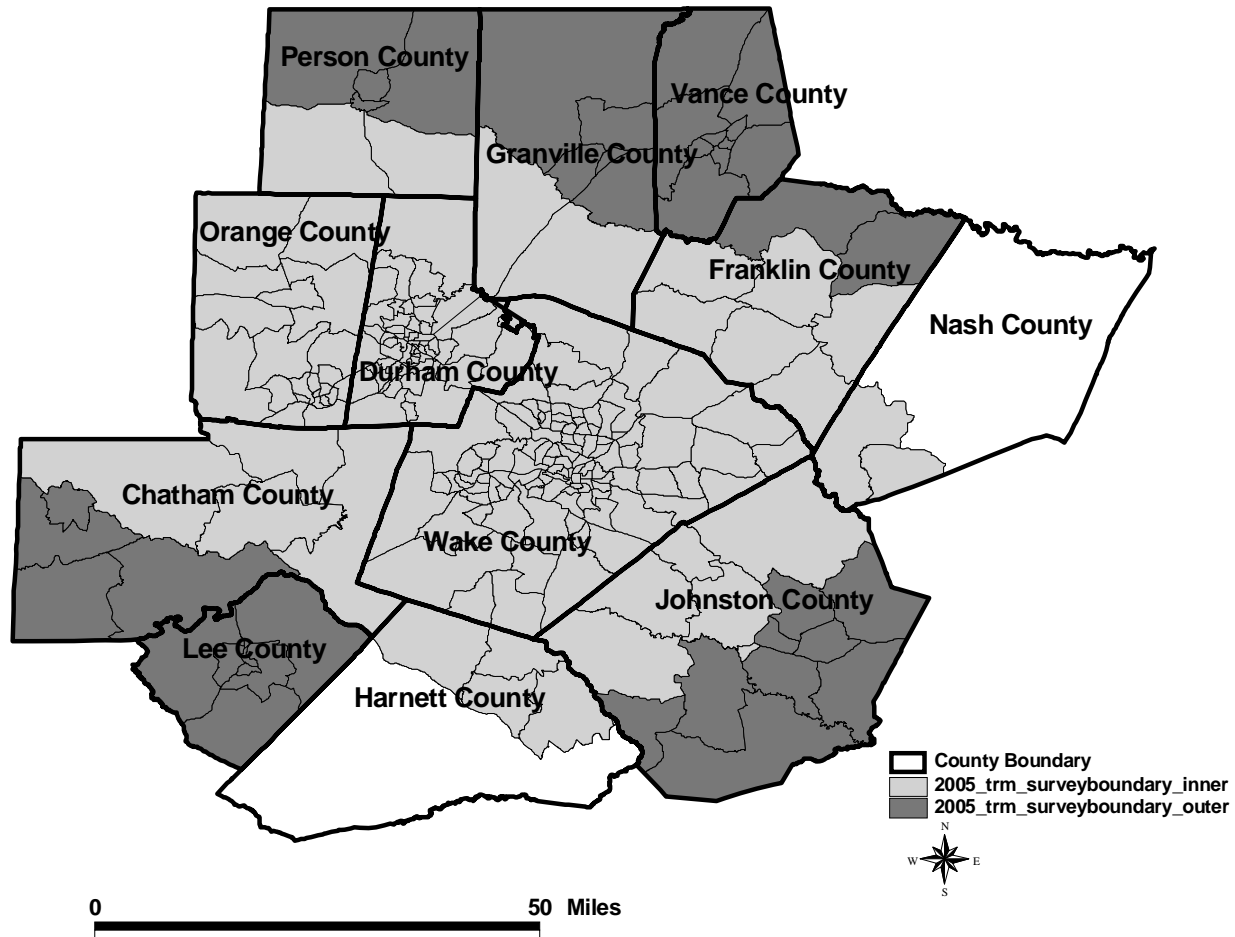 Person County
Vance County
Granville County
Orange County
Franklin County
Nash County
Durham County
Chatham County
Wake County
Johnston County
Lee County
Harnett County
County Boundary
2005_trm_surveyboundary_inner
2005_trm_surveyboundary_outer
N
W E
S
0 50 Miles